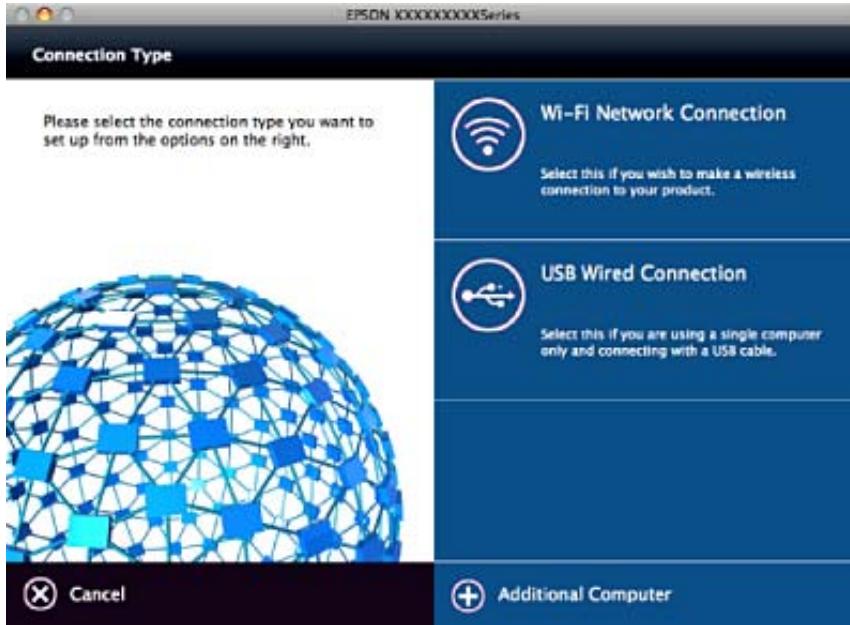 EPSON XXXXXXXXXSeries
Connection Type
Please select the connection type you want to
set up from the options on the right.
Wi-Fi Network Connection
Select this if you wish to make a wireless
connection to your product.
USB Wired Connection
Select this if you are using a single computer
only and connecting with a USB cable.
Cancel
Additional Computer